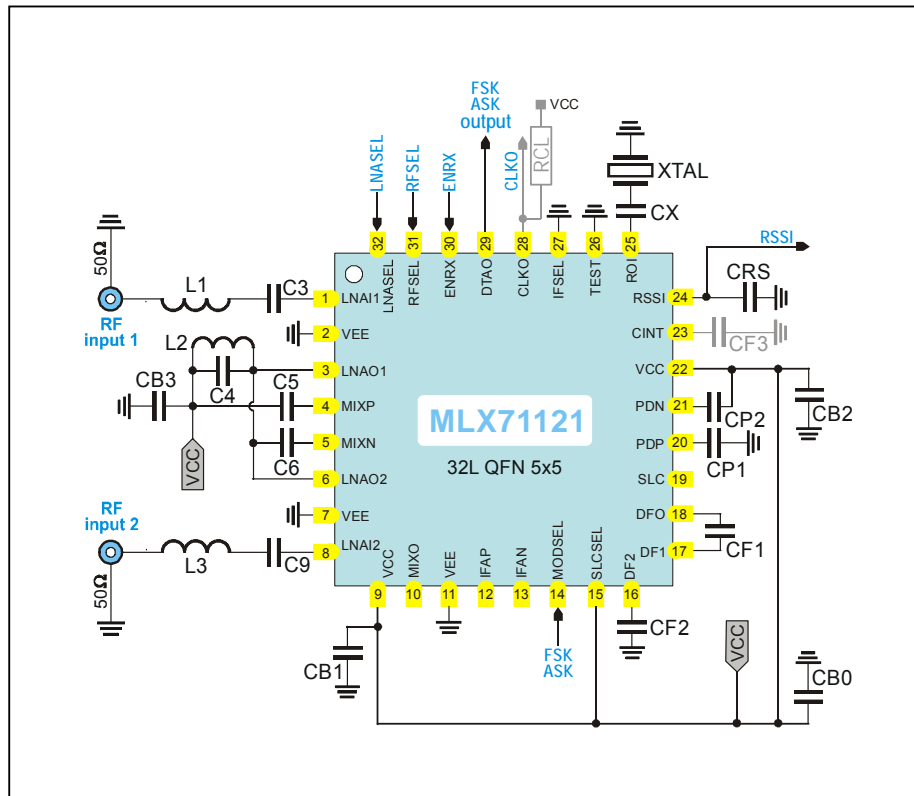 FSK
ASK
output
VCC
LNASEL
RFSEL
ENRX
CLKO
RCL
XTAL
CX
32
31
30
29
28
27
26
25
LNASEL
RFSEL
ENRX
DTAO
CLKO
IFSEL
TEST
ROI
50Ω
RF
input 1
L1
C3
1 LNAI1
2 VEE
L2
C4
3 LNAO1
CB3
C5
4 MIXP
5 MIXN
C6
6 LNAO2
VCC
7 VEE
RF
input 2
50Ω
L3
C9
8 LNAI2
MLX71121
32L QFN 5x5
RSSI
RSSI 24
CRS
CINT 23
CF3
VCC 22
PDN 21
CP2
CB2
PDP 20
CP1
SLC 19
DFO 18
CF1
DF1 17
VCC
MIXO
VEE
IFAP
IFAN
MODSEL
SLCSEL
DF2
9
10
11
12
13
14
15
16
CB1
FSK
ASK
CF2
VCC
CB0